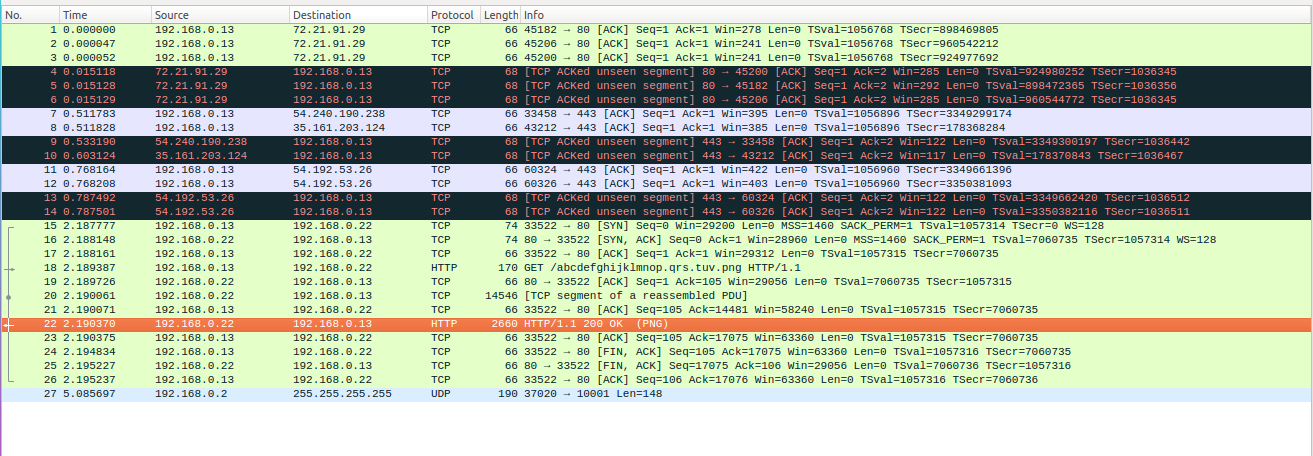 No. Time Source Destination Protocol Length Info
1 0.000000 192.168.0.13 72.21.91.29 TCP 66 45182 → 80 [ACK] Seq=1 Ack=1 Win=278 Len=0 TSval=1056768 TSecr=898469805
2 0.000047 192.168.0.13 72.21.91.29 TCP 66 45206 → 80 [ACK] Seq=1 Ack=1 Win=241 Len=0 TSval=1056768 TSecr=960542212
3 0.000052 192.168.0.13 72.21.91.29 TCP 66 45200 → 80 [ACK] Seq=1 Ack=1 Win=241 Len=0 TSval=1056768 TSecr=924977692
4 0.015118 72.21.91.29 192.168.0.13 TCP 68 [TCP ACKed unseen segment] 80 → 45200 [ACK] Seq=1 Ack=2 Win=285 Len=0 TSval=924980252 TSecr=1036345
5 0.015128 72.21.91.29 192.168.0.13 TCP 68 [TCP ACKed unseen segment] 80 → 45182 [ACK] Seq=1 Ack=2 Win=292 Len=0 TSval=898472365 TSecr=1036356
6 0.015129 72.21.91.29 192.168.0.13 TCP 68 [TCP ACKed unseen segment] 80 → 45206 [ACK] Seq=1 Ack=2 Win=285 Len=0 TSval=960544772 TSecr=1036345
7 0.511783 192.168.0.13 54.240.190.238 TCP 66 33458 → 443 [ACK] Seq=1 Ack=1 Win=395 Len=0 TSval=1056896 TSecr=3349299174
8 0.511828 192.168.0.13 35.161.203.124 TCP 66 43212 → 443 [ACK] Seq=1 Ack=1 Win=385 Len=0 TSval=1056896 TSecr=178368284
9 0.533190 54.240.190.238 192.168.0.13 TCP 68 [TCP ACKed unseen segment] 443 → 33458 [ACK] Seq=1 Ack=2 Win=122 Len=0 TSval=3349300197 TSecr=1036442
10 0.603124 35.161.203.124 192.168.0.13 TCP 68 [TCP ACKed unseen segment] 443 → 43212 [ACK] Seq=1 Ack=2 Win=117 Len=0 TSval=178370843 TSecr=1036467
11 0.768164 192.168.0.13 54.192.53.26 TCP 66 60324 → 443 [ACK] Seq=1 Ack=1 Win=422 Len=0 TSval=1056960 TSecr=3349661396
12 0.768208 192.168.0.13 54.192.53.26 TCP 66 60326 → 443 [ACK] Seq=1 Ack=1 Win=403 Len=0 TSval=1056960 TSecr=3350381093
13 0.787492 54.192.53.26 192.168.0.13 TCP 68 [TCP ACKed unseen segment] 443 → 60324 [ACK] Seq=1 Ack=2 Win=122 Len=0 TSval=3349662420 TSecr=1036512
14 0.787501 54.192.53.26 192.168.0.13 TCP 68 [TCP ACKed unseen segment] 443 → 60326 [ACK] Seq=1 Ack=2 Win=122 Len=0 TSval=3350382116 TSecr=1036511
15 2.187777 192.168.0.13 192.168.0.22 TCP 74 33522 → 80 [SYN] Seq=0 Win=29200 Len=0 MSS=1460 SACK_PERM=1 TSval=1057314 TSecr=0 WS=128
16 2.188148 192.168.0.22 192.168.0.13 TCP 74 80 → 33522 [SYN, ACK] Seq=0 Ack=1 Win=28960 Len=0 MSS=1460 SACK_PERM=1 TSval=7060735 TSecr=1057314 WS=128
17 2.188161 192.168.0.13 192.168.0.22 TCP 66 33522 → 80 [ACK] Seq=1 Ack=1 Win=29312 Len=0 TSval=1057315 TSecr=7060735
18 2.189387 192.168.0.13 192.168.0.22 HTTP 170 GET /abcdefghijklmnop.qrs.tuv.png HTTP/1.1
19 2.189726 192.168.0.22 192.168.0.13 TCP 66 80 → 33522 [ACK] Seq=1 Ack=105 Win=29056 Len=0 TSval=7060735 TSecr=1057315
20 2.190061 192.168.0.22 192.168.0.13 TCP 14546 [TCP segment of a reassembled PDU]
21 2.190071 192.168.0.13 192.168.0.22 TCP 66 33522 → 80 [ACK] Seq=105 Ack=14481 Win=58240 Len=0 TSval=1057315 TSecr=7060735
22 2.190370 192.168.0.22 192.168.0.13 HTTP 2660 HTTP/1.1 200 OK (PNG)
23 2.190375 192.168.0.13 192.168.0.22 TCP 66 33522 → 80 [ACK] Seq=105 Ack=17075 Win=63360 Len=0 TSval=1057315 TSecr=7060735
24 2.194834 192.168.0.13 192.168.0.22 TCP 66 33522 → 80 [FIN, ACK] Seq=105 Ack=17075 Win=63360 Len=0 TSval=1057316 TSecr=7060735
25 2.195227 192.168.0.22 192.168.0.13 TCP 66 80 → 33522 [FIN, ACK] Seq=17075 Ack=106 Win=29056 Len=0 TSval=7060736 TSecr=1057316
26 2.195237 192.168.0.13 192.168.0.22 TCP 66 33522 → 80 [ACK] Seq=106 Ack=17076 Win=63360 Len=0 TSval=1057316 TSecr=7060736
27 5.085697 192.168.0.2 255.255.255.255 UDP 190 37020 → 10001 Len=148